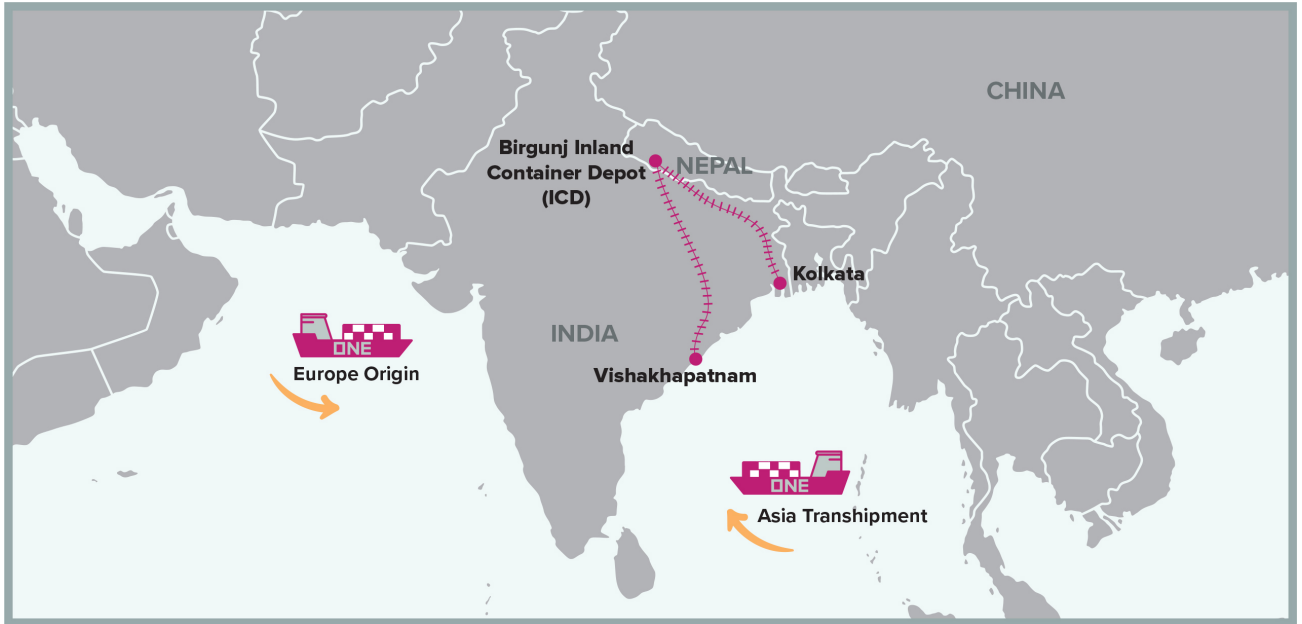 CHINA
Birgunj Inland
Container Depot
(ICD)
NEPAL
Kolkata
INDIA
ONE
Europe Origin
Vishakhapatnam
ONE
Asia Transhipment